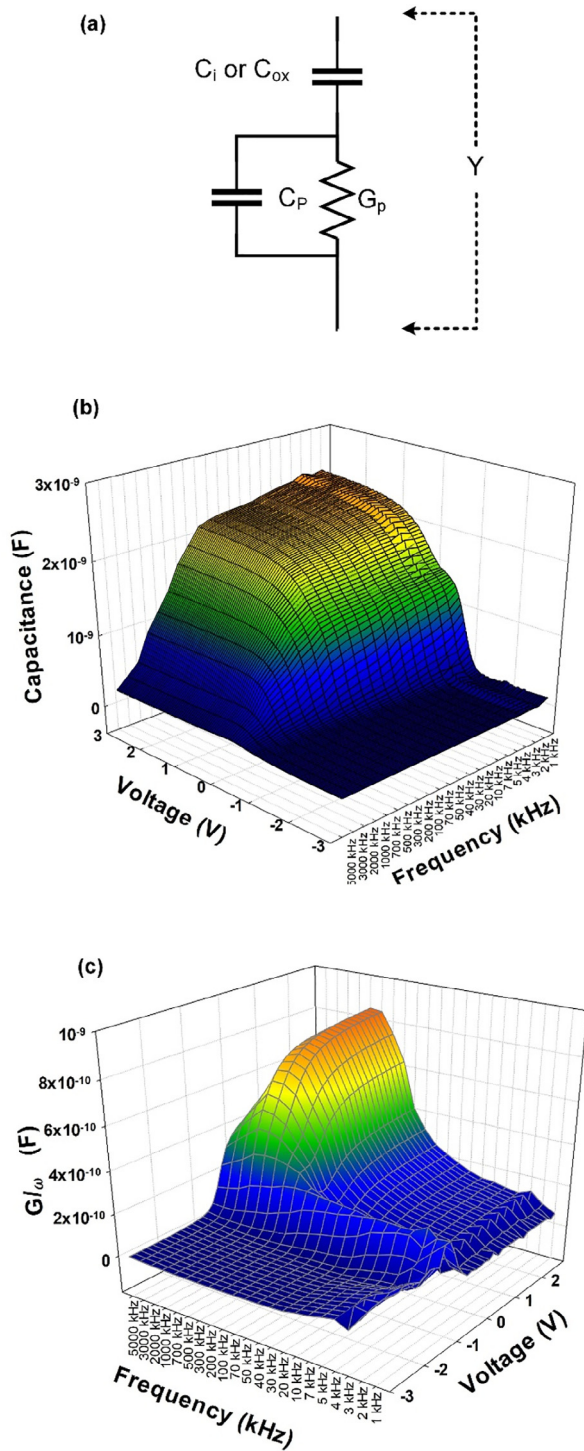 (a)
C_i or C_ox
Y
C_P
G_p
(b)
3x10^-9
2x10^-9
10^-9
0
Capacitance (F)
3
2
1
0
-1
-2
-3
Voltage (V)
5000 kHz
3000 kHz
2000 kHz
1000 kHz
700 kHz
500 kHz
300 kHz
200 kHz
100 kHz
70 kHz
50 kHz
40 kHz
30 kHz
20 kHz
10 kHz
7 kHz
5 kHz
4 kHz
3 kHz
2 kHz
1 kHz
Frequency (kHz)
(c)
10^-9
8x10^-10
6x10^-10
4x10^-10
2x10^-10
0
G/ω (F)
5000 kHz
3000 kHz
2000 kHz
1000 kHz
700 kHz
500 kHz
300 kHz
200 kHz
100 kHz
70 kHz
50 kHz
40 kHz
30 kHz
20 kHz
10 kHz
7 kHz
5 kHz
4 kHz
3 kHz
2 kHz
1 kHz
Frequency (kHz)
-3
-2
-1
0
1
2
Voltage (V)